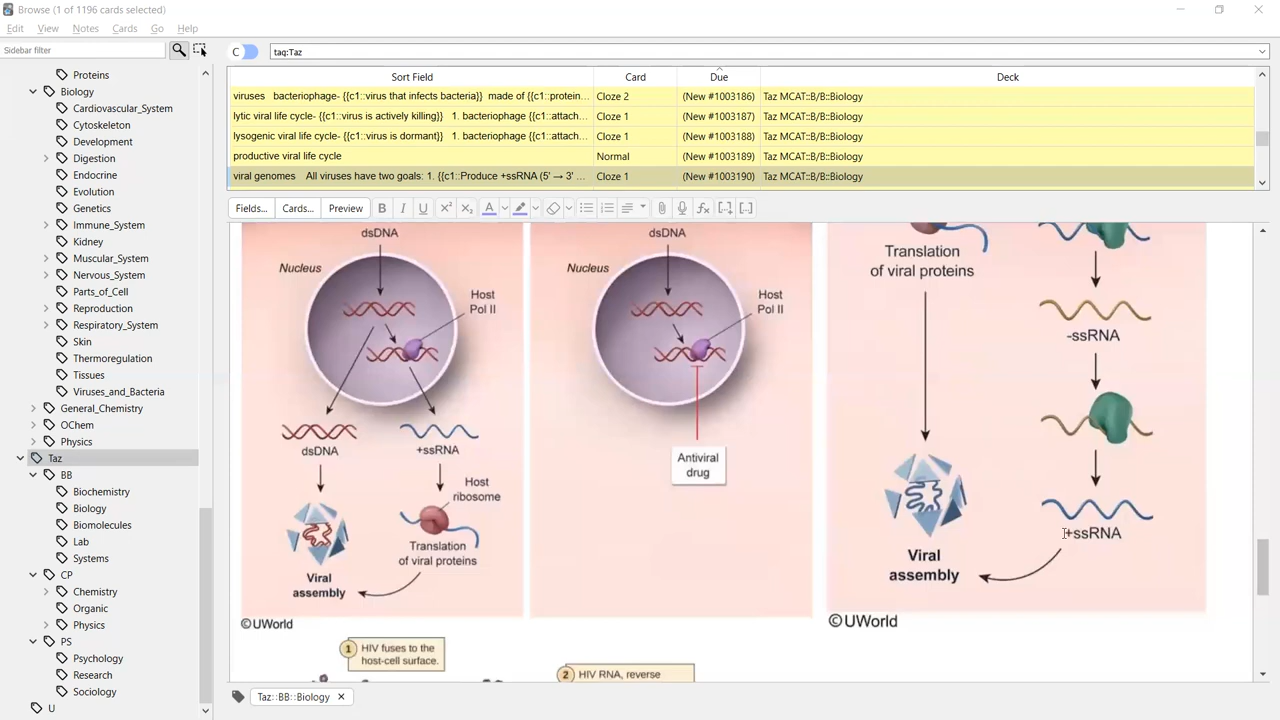 Browse (1 of 1196 cards selected)
Edit View Notes Cards Go Help
Sidebar filter
C
tag:Taz
Proteins
Biology
Cardiovascular_System
Cytoskeleton
Development
Digestion
Endocrine
Evolution
Genetics
Immune_System
Kidney
Muscular_System
Nervous_System
Parts_of_Cell
Reproduction
Respiratory_System
Skin
Thermoregulation
Tissues
Viruses_and_Bacteria
General_Chemistry
OChem
Physics
Taz
BB
Biochemistry
Biology
Biomolecules
Lab
Systems
CP
Chemistry
Organic
Physics
PS
Psychology
Research
Sociology
U
Sort Field Card Due Deck
viruses bacteriophage- {{c1::virus that infects bacteria}} made of {{c1::protein... Cloze 2 (New #1003186) Taz MCAT::B/B::Biology
lytic viral life cycle- {{c1::virus is actively killing}} 1. bacteriophage {{c1::attach... Cloze 1 (New #1003187) Taz MCAT::B/B::Biology
lysogenic viral life cycle- {{c1::virus is dormant}} 1. bacteriophage {{c1::attach... Cloze 1 (New #1003188) Taz MCAT::B/B::Biology
productive viral life cycle Normal (New #1003189) Taz MCAT::B/B::Biology
viral genomes All viruses have two goals: 1. {{c1::Produce +ssRNA (5' → 3' ... Cloze 1 (New #1003190) Taz MCAT::B/B::Biology
Fields... Cards... Preview B I U X² X₂ A
dsDNA
Nucleus
Host
Pol II
dsDNA
+ssRNA
Host
ribosome
Translation
of viral proteins
Viral
assembly
©UWorld
dsDNA
Nucleus
Host
Pol II
Antiviral
drug
Translation
of viral proteins
-ssRNA
+ssRNA
Viral
assembly
©UWorld
1 HIV fuses to the
host-cell surface.
2 HIV RNA, reverse
Taz::BB::Biology ×